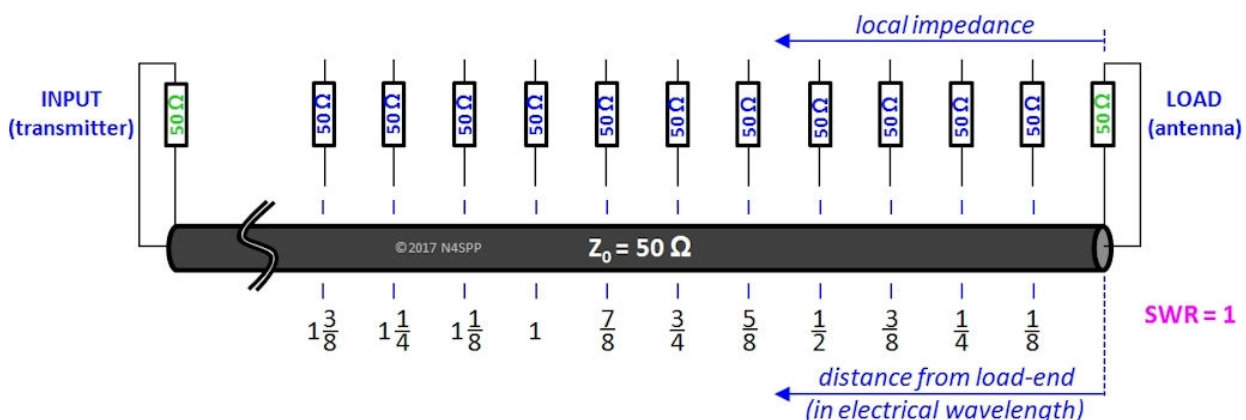 local impedance
INPUT
(transmitter)
50 Ω 50 Ω 50 Ω 50 Ω 50 Ω 50 Ω 50 Ω 50 Ω 50 Ω 50 Ω 50 Ω 50 Ω 50 Ω
LOAD
(antenna)
©2017 N4SPP
Z₀ = 50 Ω
1 3/8 1 1/4 1 1/8 1 7/8 3/4 5/8 1/2 3/8 1/4 1/8
SWR = 1
distance from load-end
(in electrical wavelength)